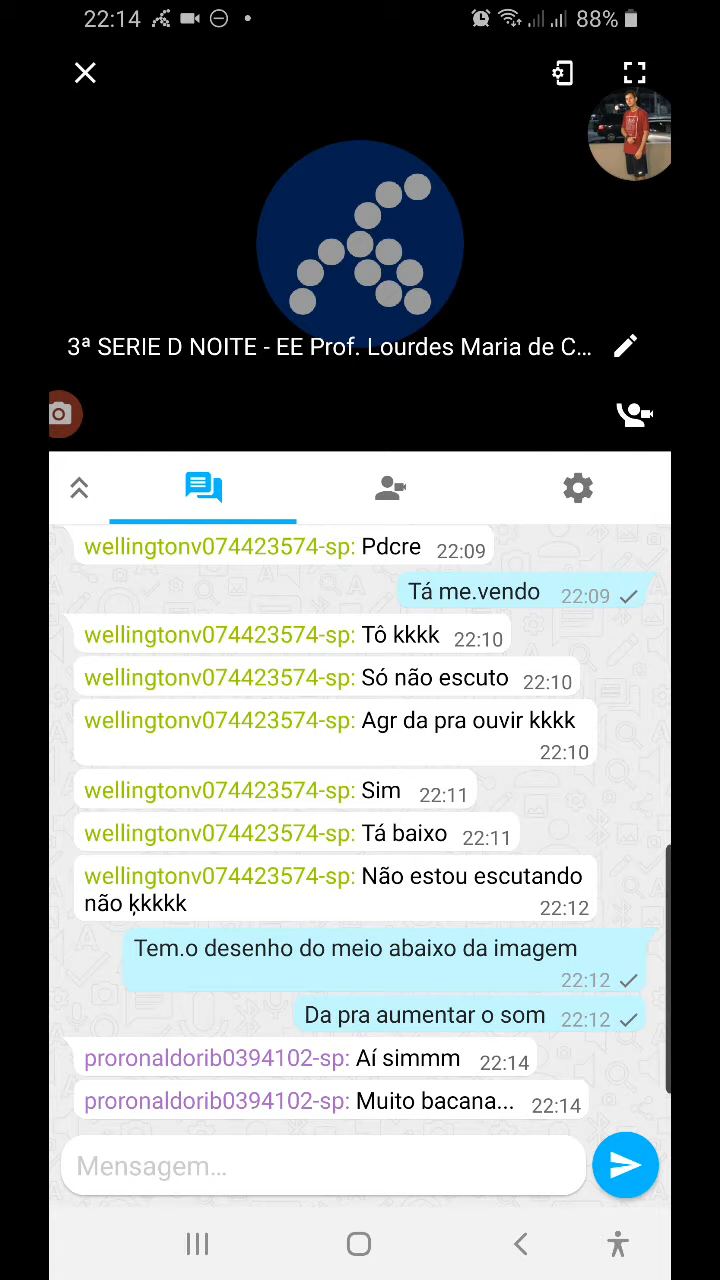 22:14
88%
3ª SERIE D NOITE - EE Prof. Lourdes Maria de C...
wellingtonv074423574-sp: Pdcre 22:09
Tá me.vendo 22:09
wellingtonv074423574-sp: Tô kkkk 22:10
wellingtonv074423574-sp: Só não escuto 22:10
wellingtonv074423574-sp: Agr da pra ouvir kkkk
22:10
wellingtonv074423574-sp: Sim 22:11
wellingtonv074423574-sp: Tá baixo 22:11
wellingtonv074423574-sp: Não estou escutando
não ķkkkk 22:12
Tem.o desenho do meio abaixo da imagem
22:12
Da pra aumentar o som 22:12
proronaldorib0394102-sp: Aí simmm 22:14
proronaldorib0394102-sp: Muito bacana... 22:14
Mensagem...